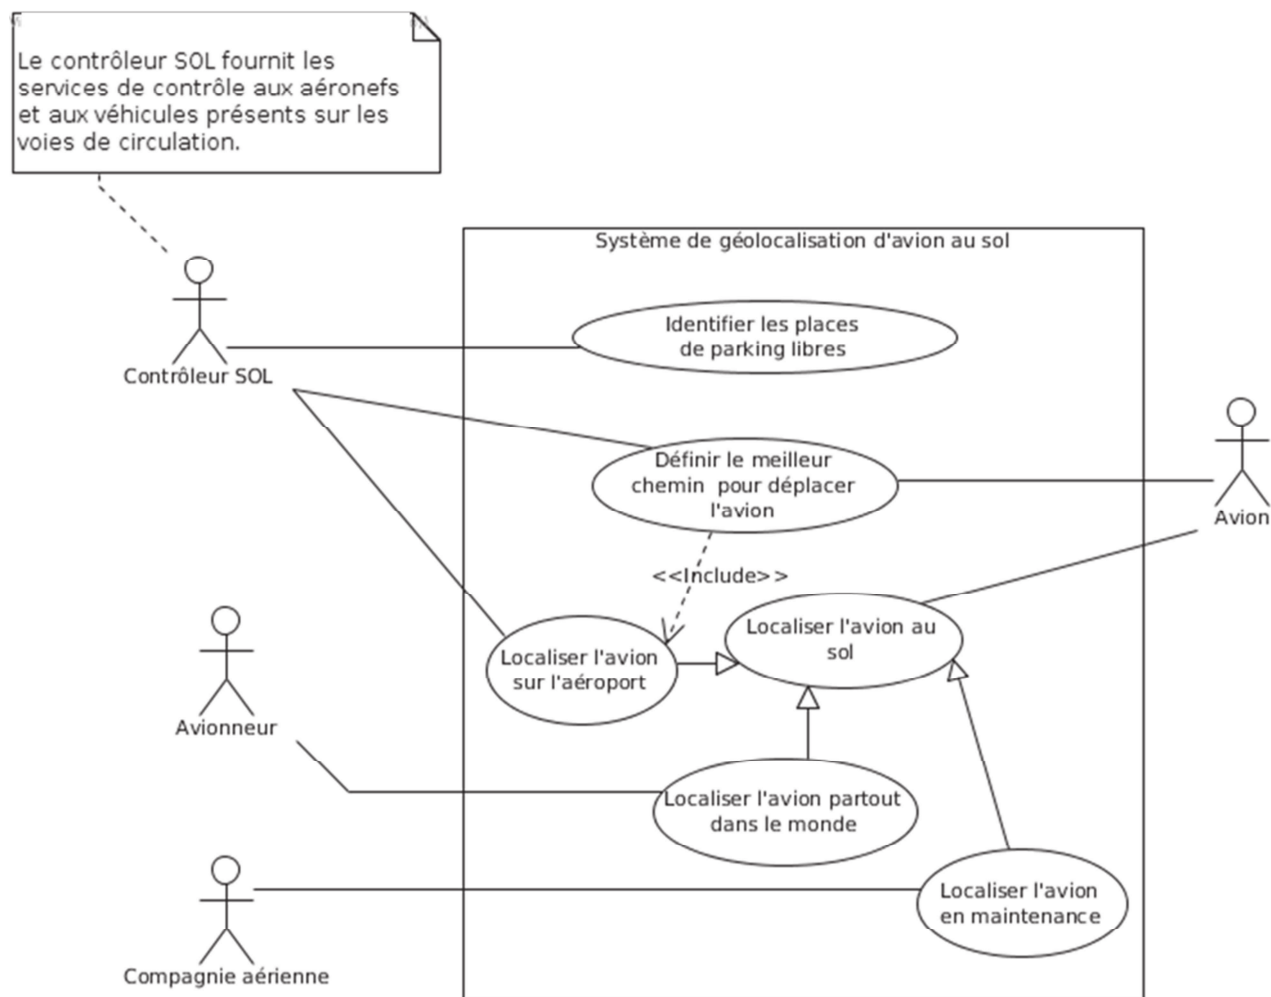 Le contrôleur SOL fournit les
services de contrôle aux aéronefs
et aux véhicules présents sur les
voies de circulation.
Système de géolocalisation d'avion au sol
Identifier les places
de parking libres
Contrôleur SOL
Définir le meilleur
chemin pour déplacer
l'avion
Avion
<<Include>>
Localiser l'avion au
sol
Localiser l'avion
sur l'aéroport
Avionneur
Localiser l'avion partout
dans le monde
Localiser l'avion
en maintenance
Compagnie aérienne